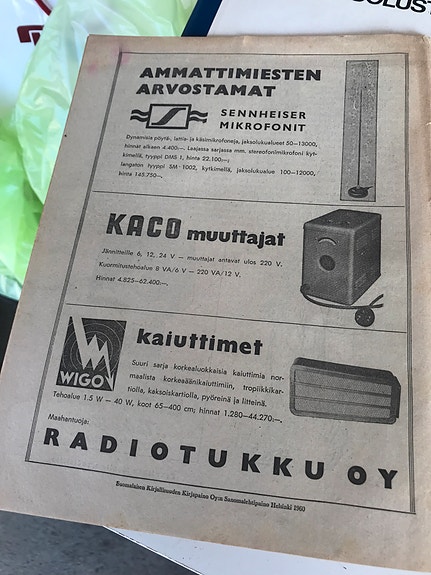 OLUST
AMMATTIMIESTEN
ARVOSTAMAT
SENNHEISER
MIKROFONIT
Dynamisia pöytä-, lattia- ja käsimikrofoneja, jaksolukualueet 50—13000,
hinnat alkaen 4.400:—. Laajassa sarjassa mm. stereofonimikrofoni kyt-
kimellä, tyyppi DMS 1, hinta 22.100:—;
langaton tyyppi SM 1002, kytkimellä, jaksolukualue 100—12000,
hinta 145.750:—.
KACO muuttajat
Jännitteille 6, 12, 24 V — muuttajat antavat ulos 220 V.
Kuormitustehoalue 8 VA/6 V — 220 VA/12 V.
Hinnat 4.825—62.400:—.
WIGO
kaiuttimet
Suuri sarja korkealuokkaisia kaiuttimia nor-
maalista korkeaäänikaiuttimiin, tropiikkikar-
tiolla, kaksoiskartiolla, pyöreinä ja litteinä.
Tehoalue 1.5 W — 40 W, koot 65—400 cm; hinnat 1.280—44.270:—.
Maahantuoja:
RADIOTUKKU OY
Suomalaisen Kirjallisuuden Kirjapaino Oy:n Sanomalehtipaino Helsinki 1960